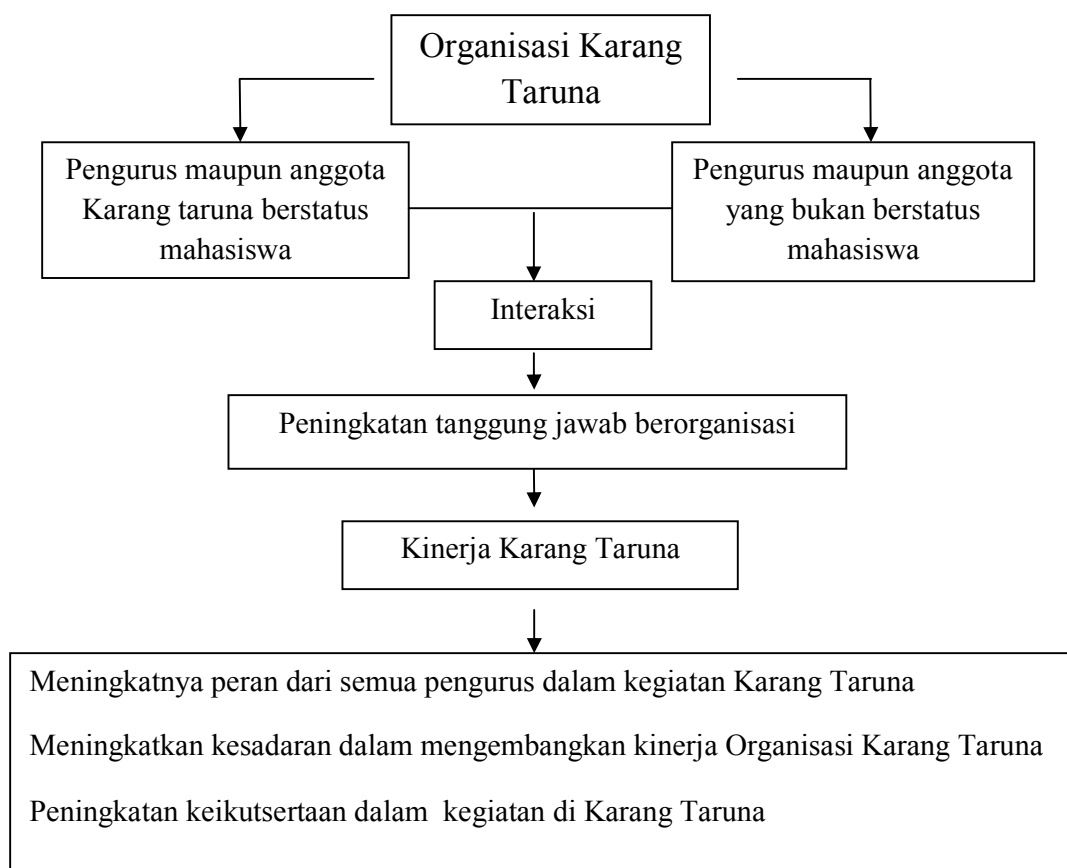 Organisasi Karang
Taruna
Pengurus maupun anggota
Karang taruna berstatus
mahasiswa
Pengurus maupun anggota
yang bukan berstatus
mahasiswa
Interaksi
Peningkatan tanggung jawab berorganisasi
Kinerja Karang Taruna
Meningkatnya peran dari semua pengurus dalam kegiatan Karang Taruna
Meningkatkan kesadaran dalam mengembangkan kinerja Organisasi Karang Taruna
Peningkatan keikutsertaan dalam kegiatan di Karang Taruna